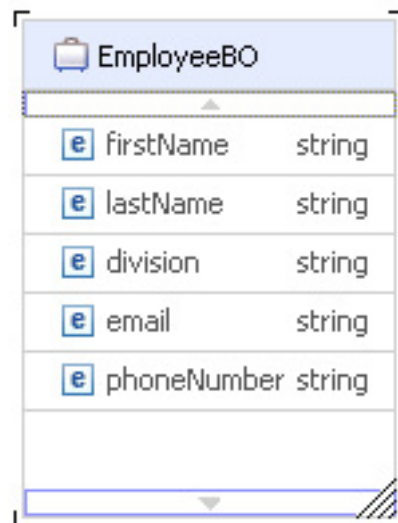 EmployeeBO
e firstName string
e lastName string
e division string
e email string
e phoneNumber string